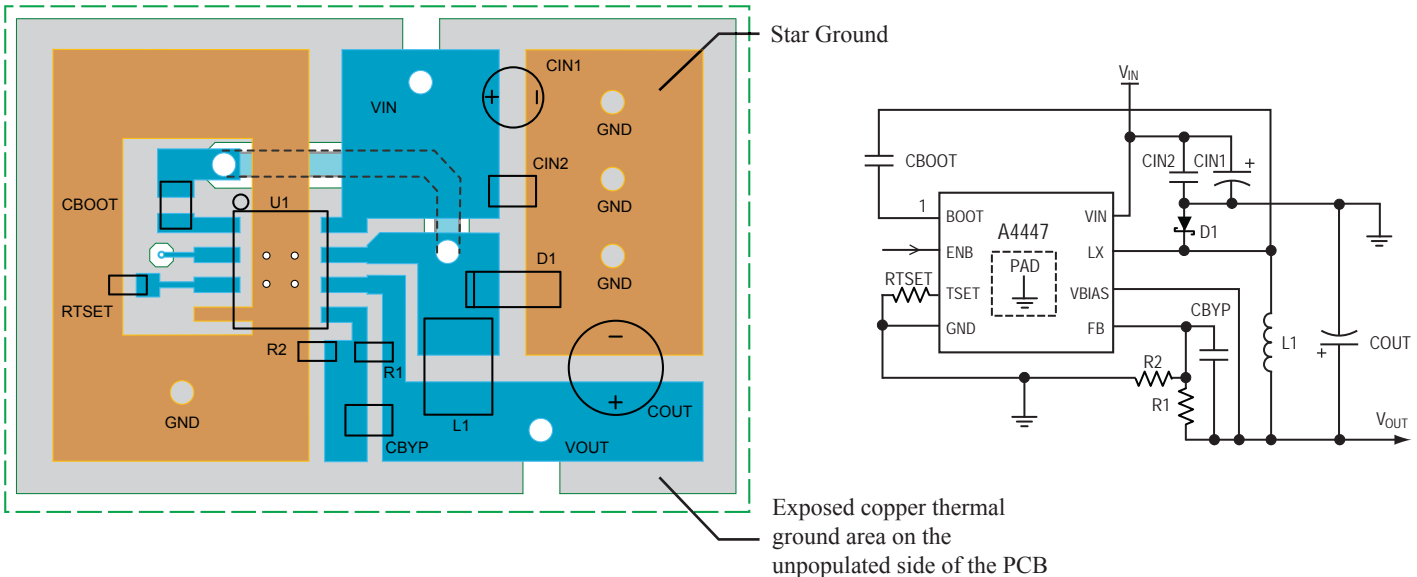 Star Ground
CIN1
+
VIN
GND
CIN2
GND
CBOOT
U1
D1
GND
RTSET
R2
R1
−
+
COUT
GND
L1
CBYP
VOUT
Exposed copper thermal
ground area on the
unpopulated side of the PCB
VIN
CBOOT
CIN2
CIN1
+
1
BOOT
VIN
A4447
D1
ENB
LX
PAD
RTSET
TSET
VBIAS
CBYP
GND
FB
L1
+
COUT
R2
R1
VOUT